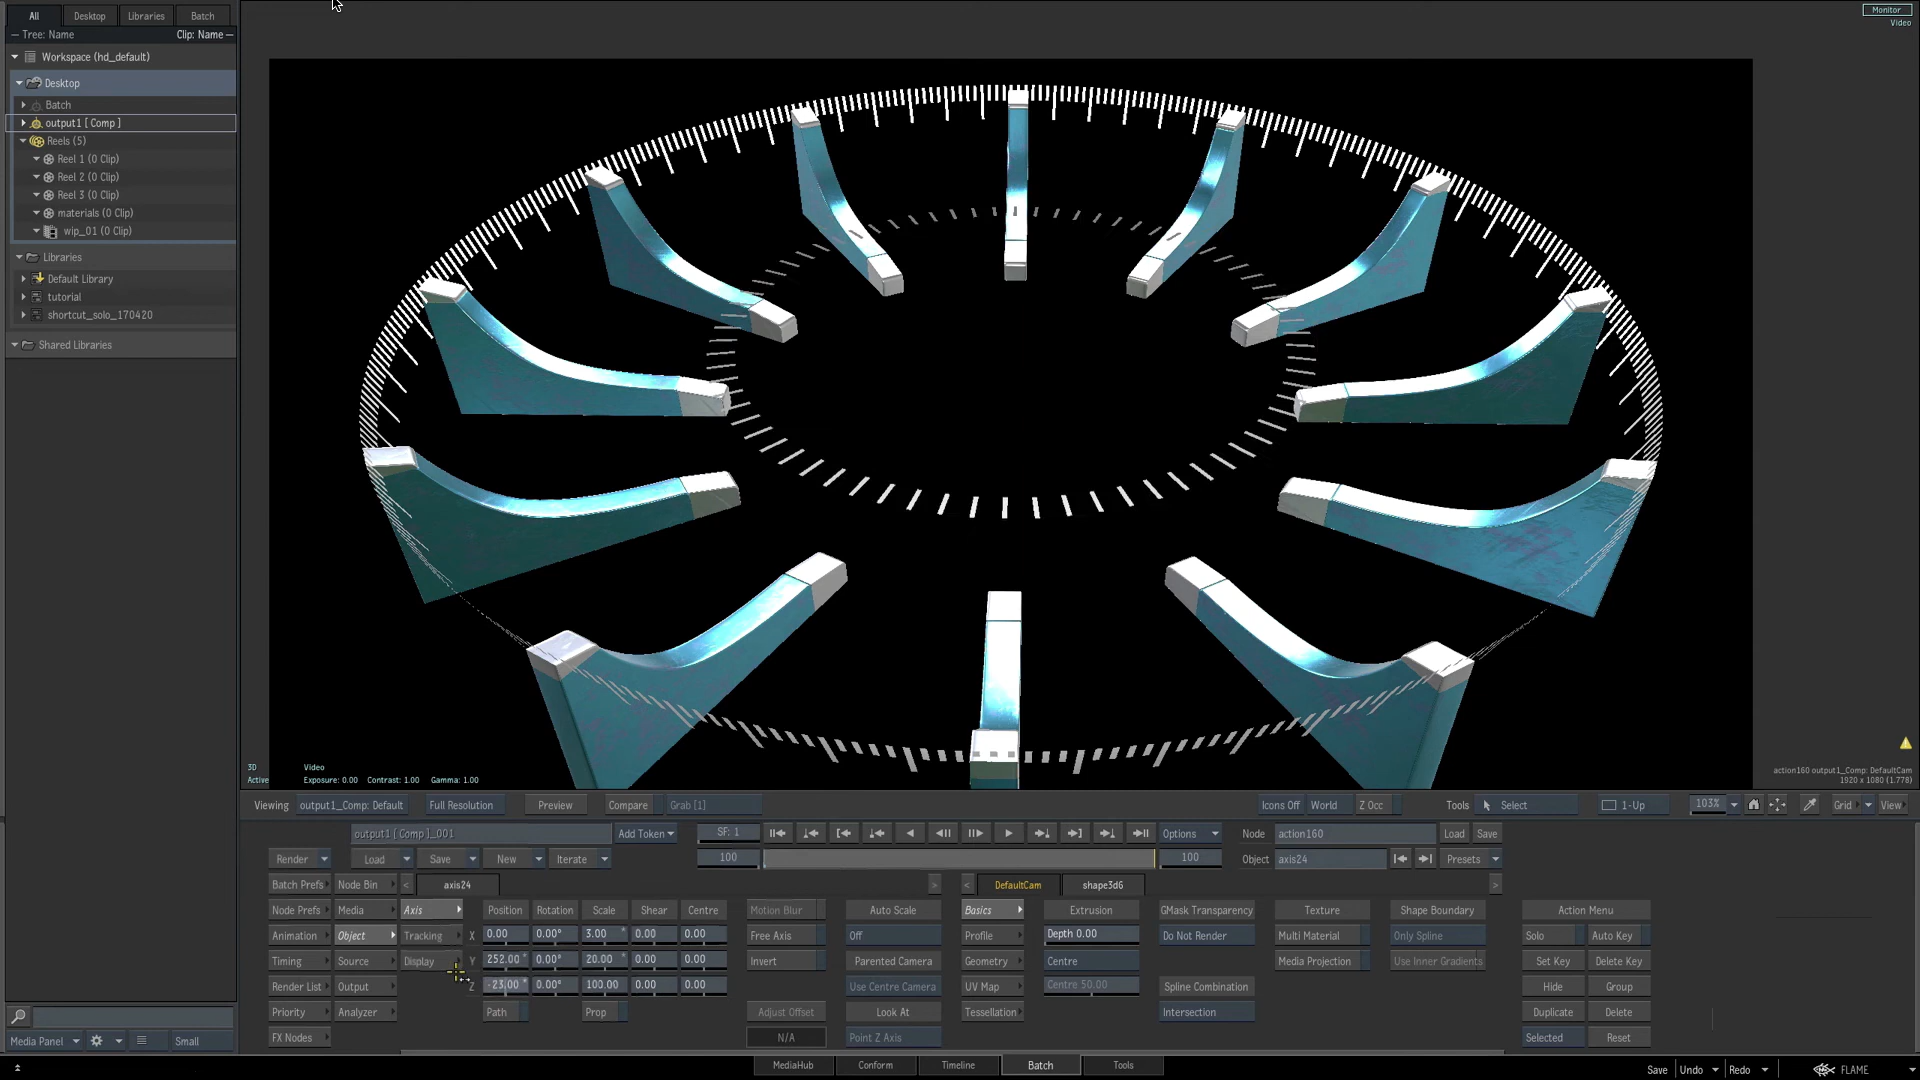 All Desktop Libraries Batch
Tree: Name Clip: Name
Workspace (hd_default)
Desktop
Batch
output1 [ Comp ]
Reels (5)
Reel 1 (0 Clip)
Reel 2 (0 Clip)
Reel 3 (0 Clip)
materials (0 Clip)
wip_01 (0 Clip)
Libraries
Default Library
tutorial
shortcut_solo_170420
Shared Libraries
Media Panel Small
Monitor
Video
3D Video
Active Exposure: 0.00 Contrast: 1.00 Gamma: 1.00
action160 output1_Comp: DefaultCam
1920 x 1080 (1.778)
Viewing output1_Comp: Default Full Resolution Preview Compare Grab [1] Icons Off World Z Occ Tools Select 1-Up 103% Grid View
output1 [ Comp ]_001 Add Token SF: 1 Options Node action160 Load Save
Render Load Save New Iterate 100 100 Object axis24 Presets
Batch Prefs Node Bin < axis24 > < DefaultCam shape3d6 >
Node Prefs Media Axis Position Rotation Scale Shear Centre Motion Blur Auto Scale Basics Extrusion GMask Transparency Texture Shape Boundary Action Menu
Animation Object Tracking X 0.00 0.00° 3.00 0.00 0.00 Free Axis Off Profile Depth 0.00 Do Not Render Multi Material Only Spline Solo Auto Key
Timing Source Display Y 252.00 0.00° 20.00 0.00 0.00 Invert Parented Camera Geometry Centre Media Projection Use Inner Gradients Set Key Delete Key
Render List Output Z -23.00 0.00° 100.00 0.00 0.00 Use Centre Camera UV Map Centre 50.00 Spline Combination Hide Group
Priority Analyzer Path Prop Adjust Offset Look At Tessellation Intersection Duplicate Delete
FX Nodes N/A Point Z Axis Selected Reset
MediaHub Conform Timeline Batch Tools Save Undo Redo FLAME